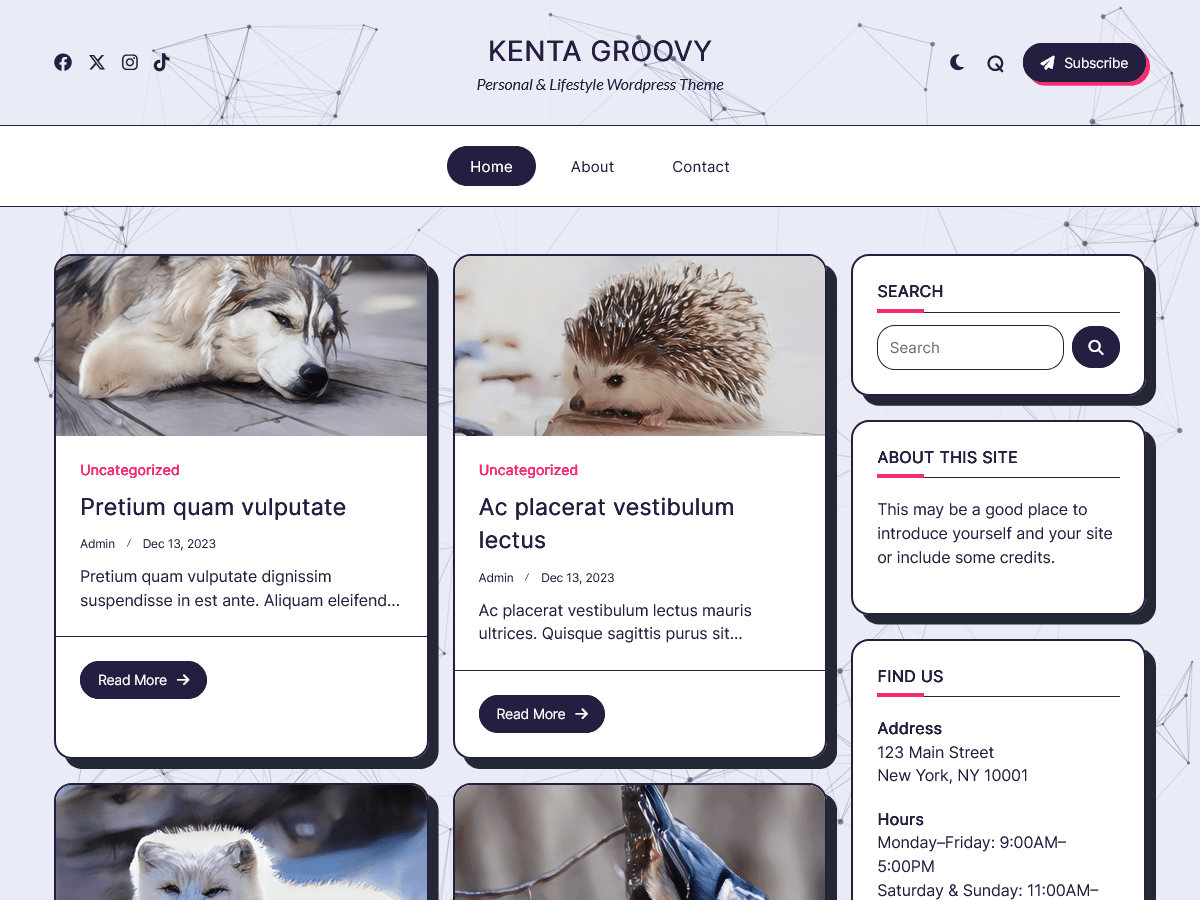 KENTA GROOVY
Personal & Lifestyle Wordpress Theme
Subscribe
Home
About
Contact
Uncategorized
Pretium quam vulputate
Admin / Dec 13, 2023
Pretium quam vulputate dignissim
suspendisse in est ante. Aliquam eleifend...
Read More
Uncategorized
Ac placerat vestibulum
lectus
Admin / Dec 13, 2023
Ac placerat vestibulum lectus mauris
ultrices. Quisque sagittis purus sit...
Read More
SEARCH
Search
ABOUT THIS SITE
This may be a good place to
introduce yourself and your site
or include some credits.
FIND US
Address
123 Main Street
New York, NY 10001
Hours
Monday–Friday: 9:00AM–
5:00PM
Saturday & Sunday: 11:00AM–